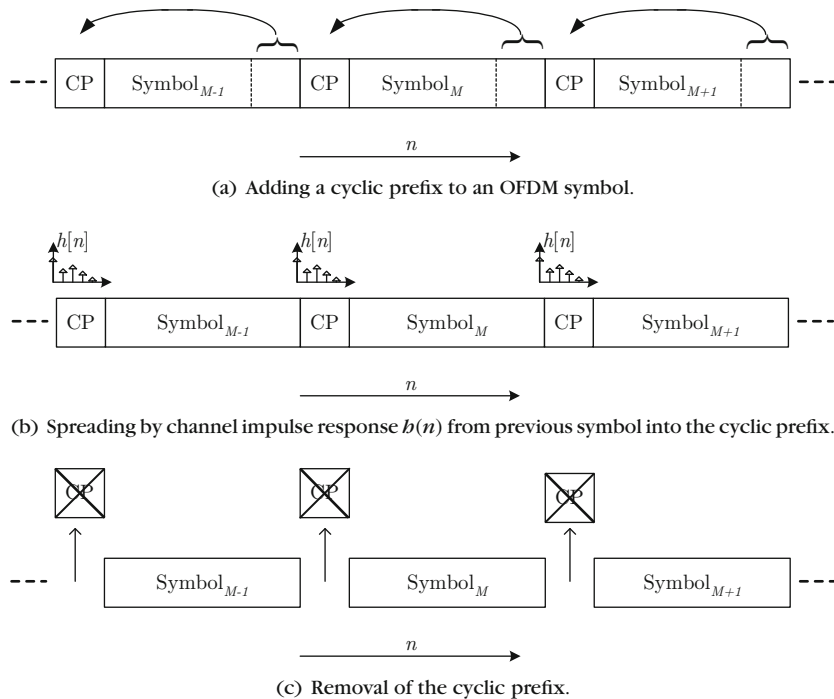 CP Symbol_{M-1} CP Symbol_M CP Symbol_{M+1}
n
(a) Adding a cyclic prefix to an OFDM symbol.
h[n] h[n] h[n]
CP Symbol_{M-1} CP Symbol_M CP Symbol_{M+1}
n
(b) Spreading by channel impulse response h(n) from previous symbol into the cyclic prefix.
CP CP CP
Symbol_{M-1} Symbol_M Symbol_{M+1}
n
(c) Removal of the cyclic prefix.